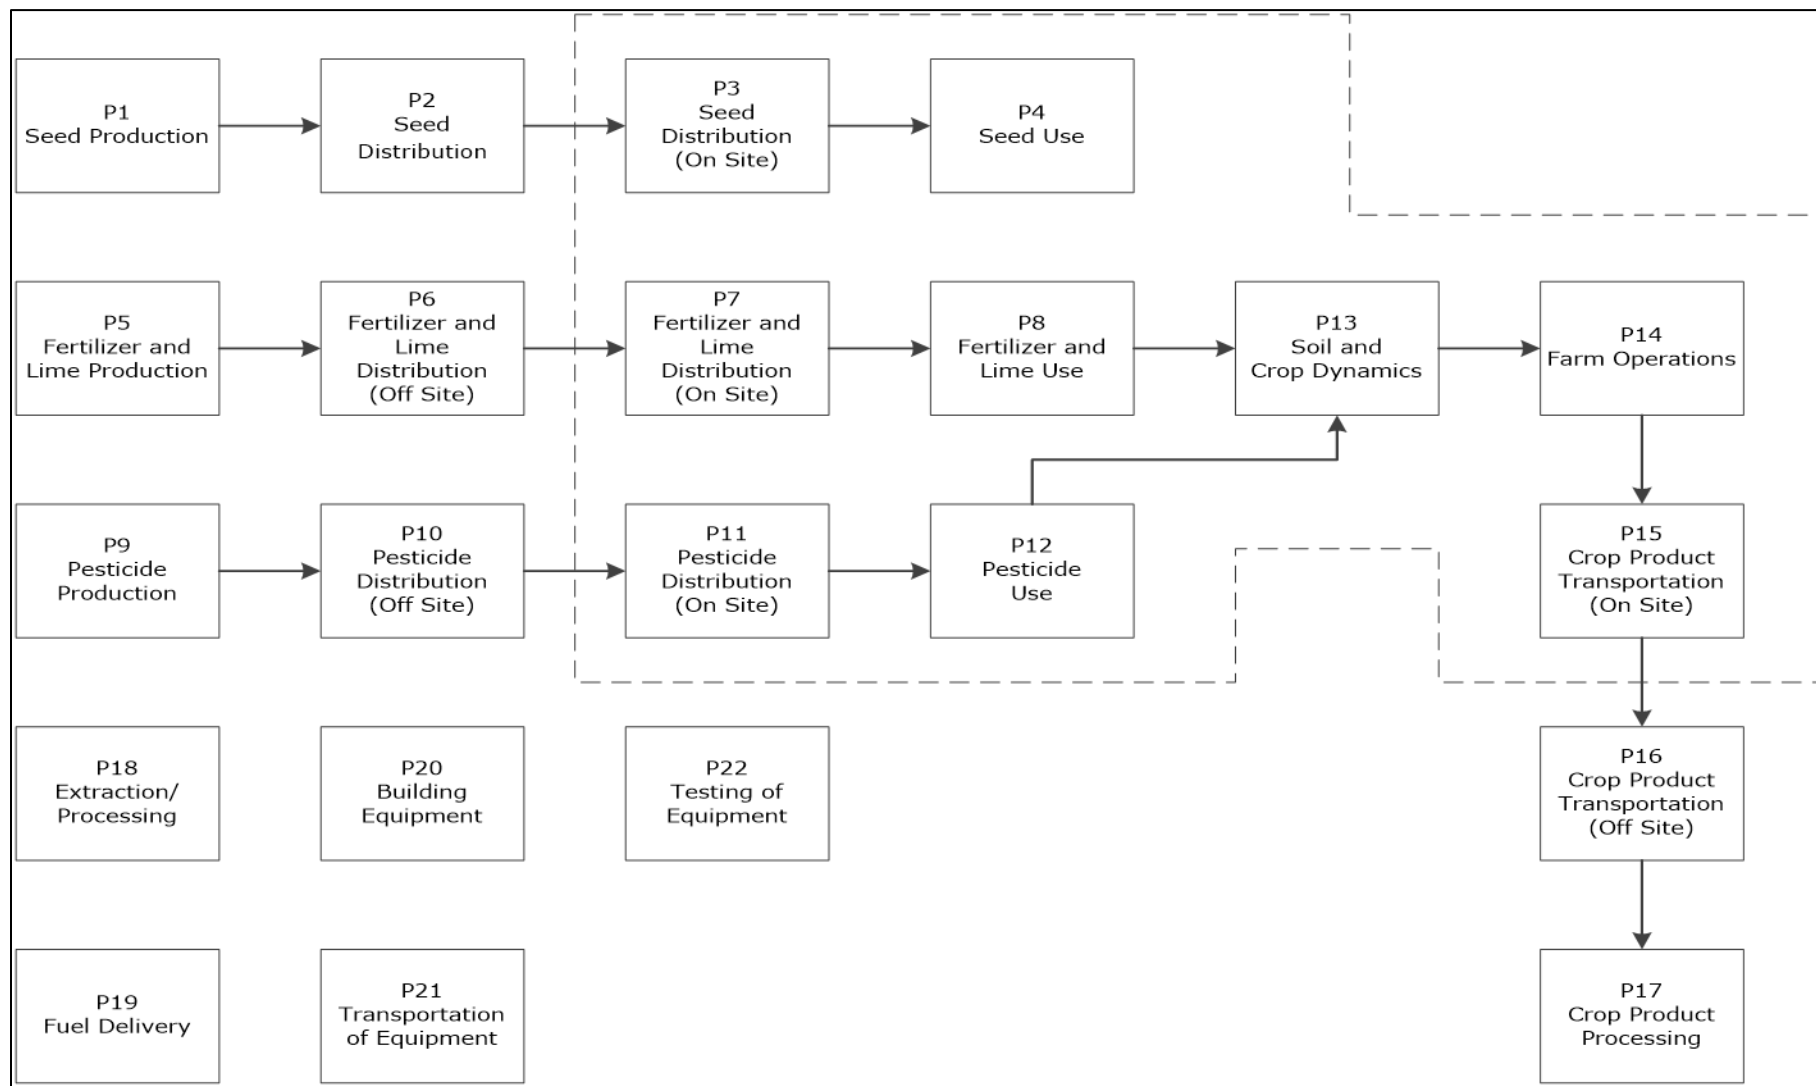 P1
Seed Production
P2
Seed
Distribution
P3
Seed
Distribution
(On Site)
P4
Seed Use
P5
Fertilizer and
Lime Production
P6
Fertilizer and
Lime
Distribution
(Off Site)
P7
Fertilizer and
Lime
Distribution
(On Site)
P8
Fertilizer and
Lime Use
P13
Soil and
Crop Dynamics
P14
Farm Operations
P9
Pesticide
Production
P10
Pesticide
Distribution
(Off Site)
P11
Pesticide
Distribution
(On Site)
P12
Pesticide
Use
P15
Crop Product
Transportation
(On Site)
P18
Extraction/
Processing
P20
Building
Equipment
P22
Testing of
Equipment
P16
Crop Product
Transportation
(Off Site)
P19
Fuel Delivery
P21
Transportation
of Equipment
P17
Crop Product
Processing